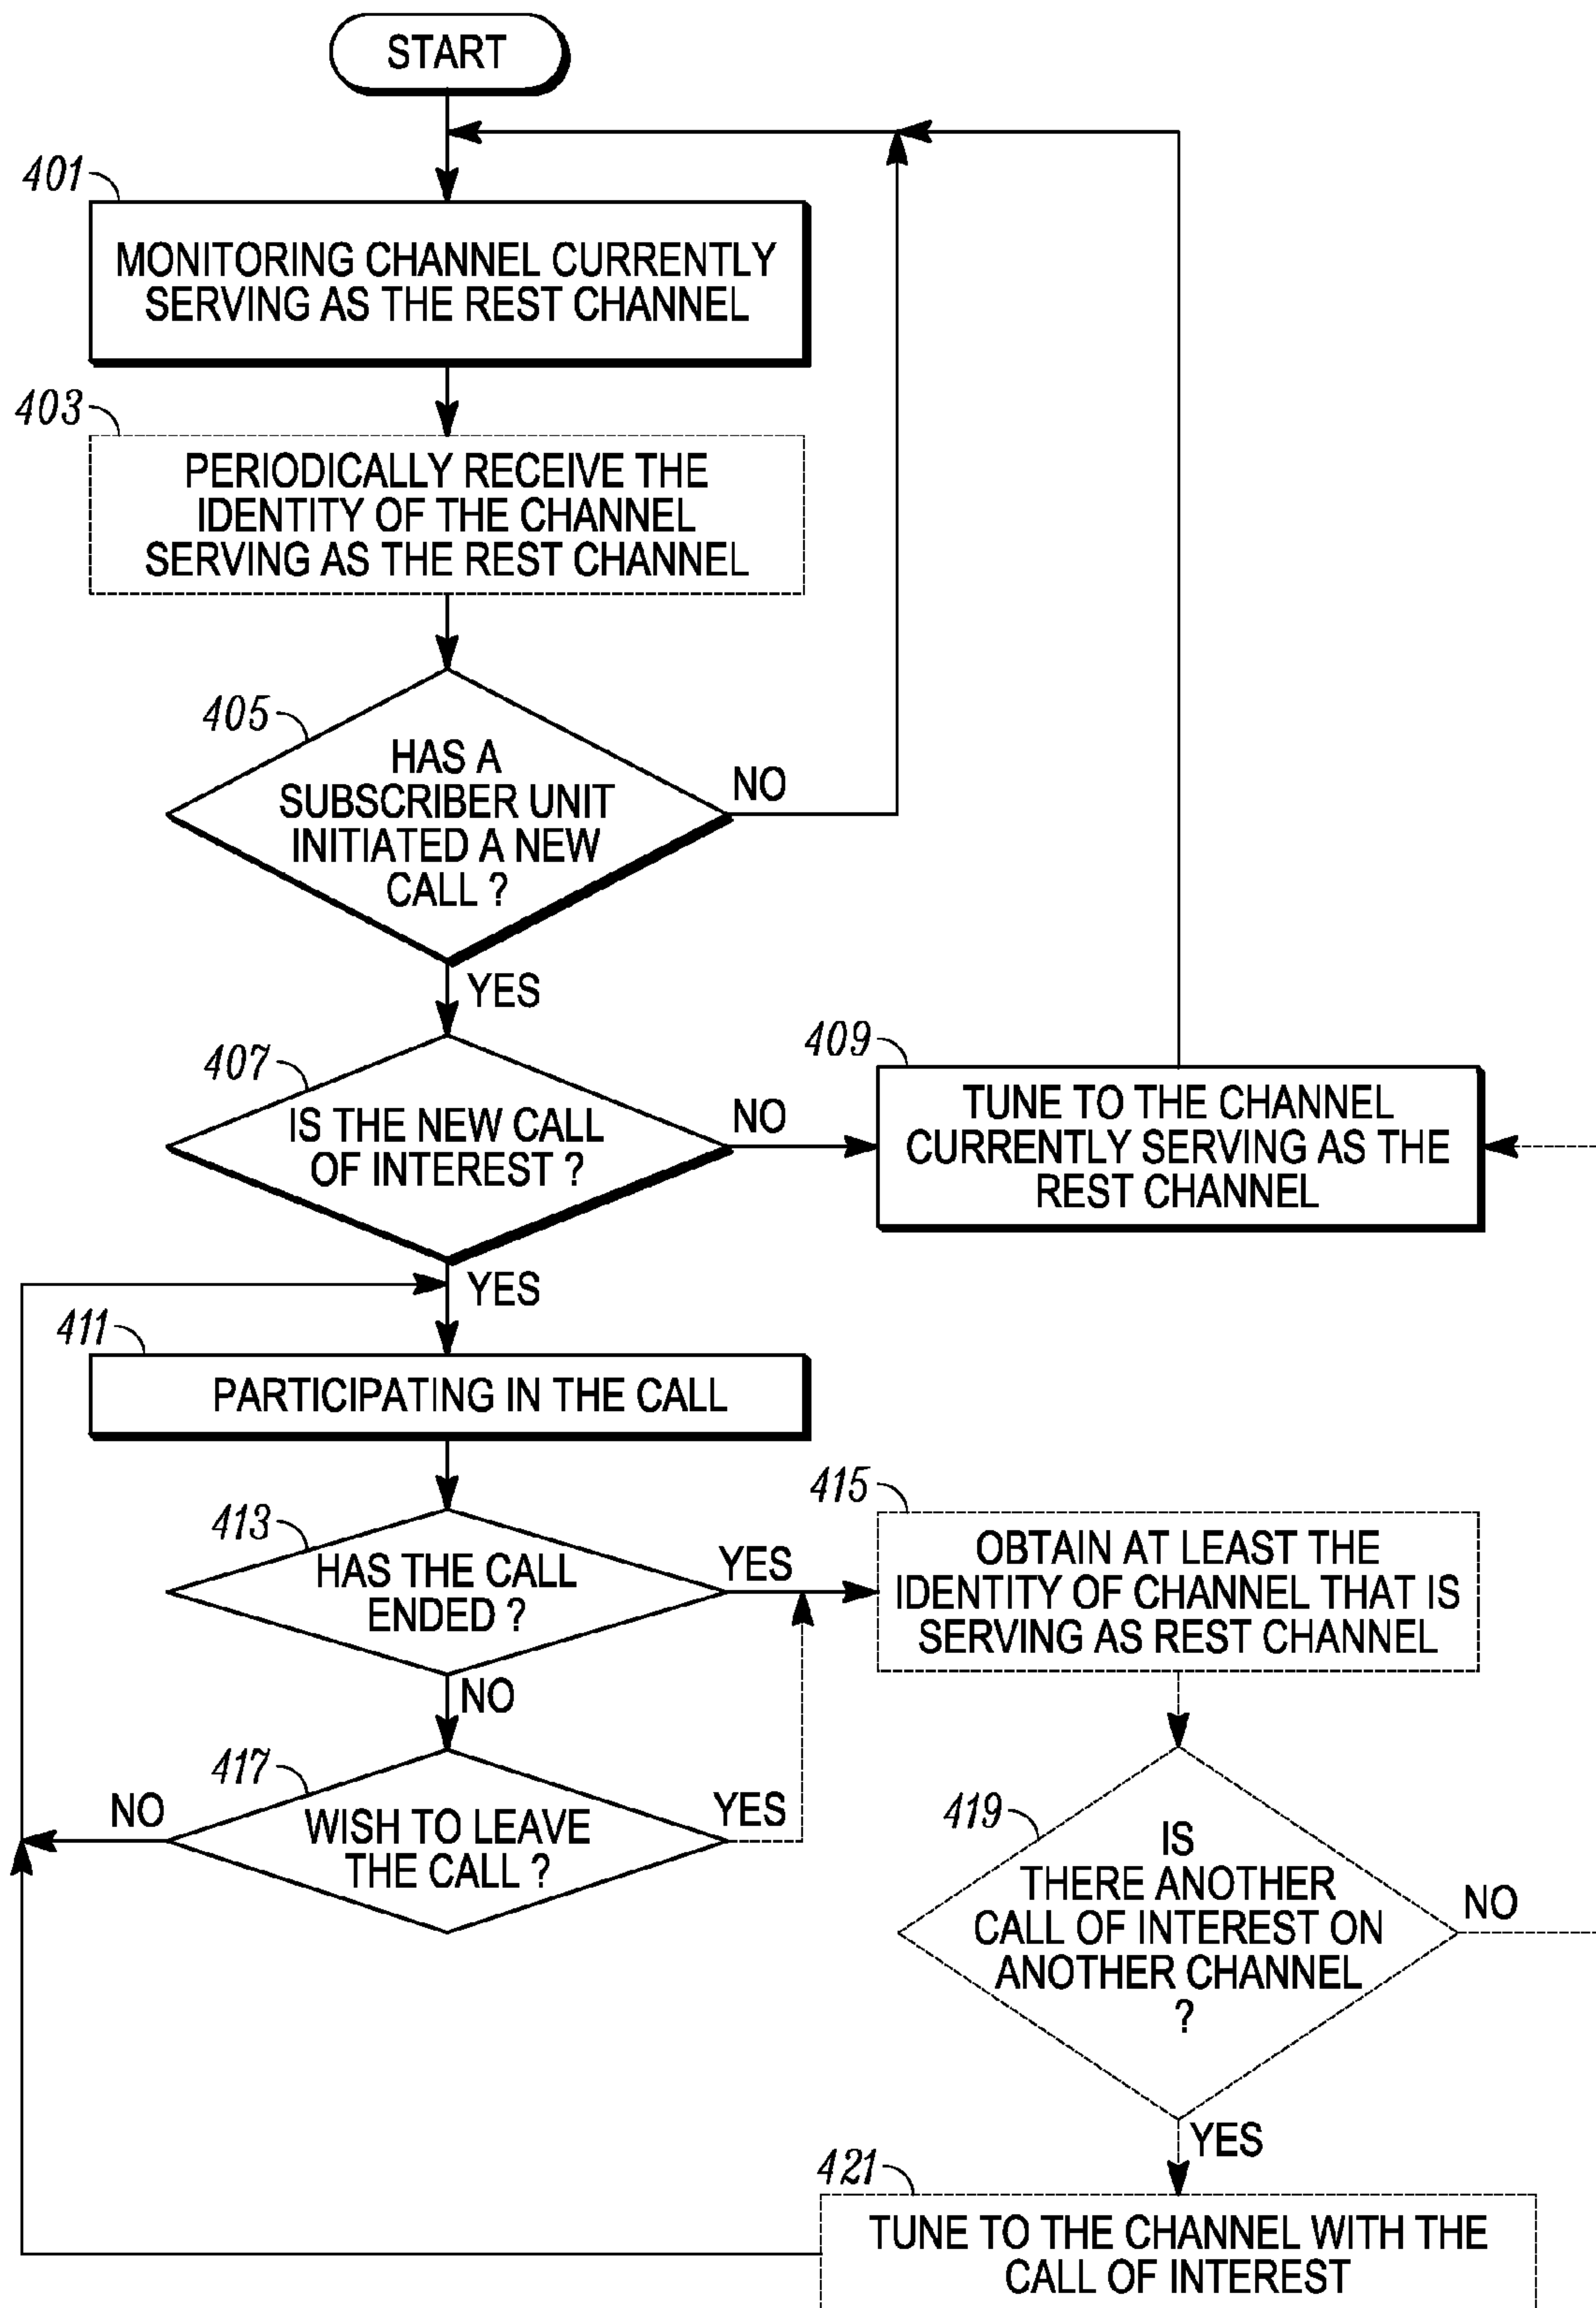 START
401
MONITORING CHANNEL CURRENTLY
SERVING AS THE REST CHANNEL
403
PERIODICALLY RECEIVE THE
IDENTITY OF THE CHANNEL
SERVING AS THE REST CHANNEL
405
HAS A
SUBSCRIBER UNIT
INITIATED A NEW
CALL ?
NO
YES
407
IS THE NEW CALL
OF INTEREST ?
NO
409
TUNE TO THE CHANNEL
CURRENTLY SERVING AS THE
REST CHANNEL
YES
411
PARTICIPATING IN THE CALL
413
HAS THE CALL
ENDED ?
YES
415
OBTAIN AT LEAST THE
IDENTITY OF CHANNEL THAT IS
SERVING AS REST CHANNEL
NO
417
WISH TO LEAVE
THE CALL ?
NO
YES
419
IS
THERE ANOTHER
CALL OF INTEREST ON
ANOTHER CHANNEL
?
NO
YES
421
TUNE TO THE CHANNEL WITH THE
CALL OF INTEREST